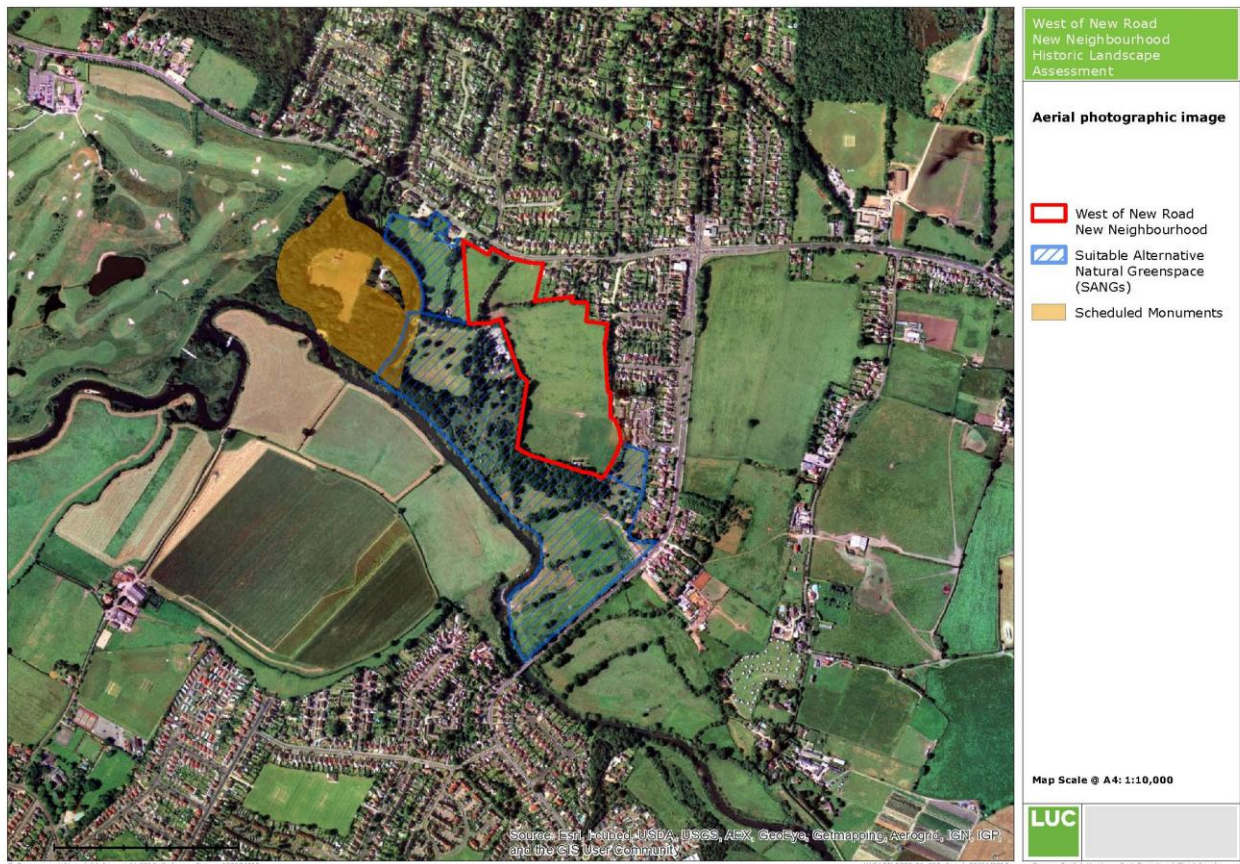 West of New Road
New Neighbourhood
Historic Landscape
Assessment
Aerial photographic image
West of New Road
New Neighbourhood
Suitable Alternative
Natural Greenspace
(SANGs)
Scheduled Monuments
Map Scale @ A4: 1:10,000
LUC
Source: Esri, i-cubed, USDA, USGS, AEX, GeoEye, Getmapping, Aerogrid, IGN, IGP,
and the GIS User Community